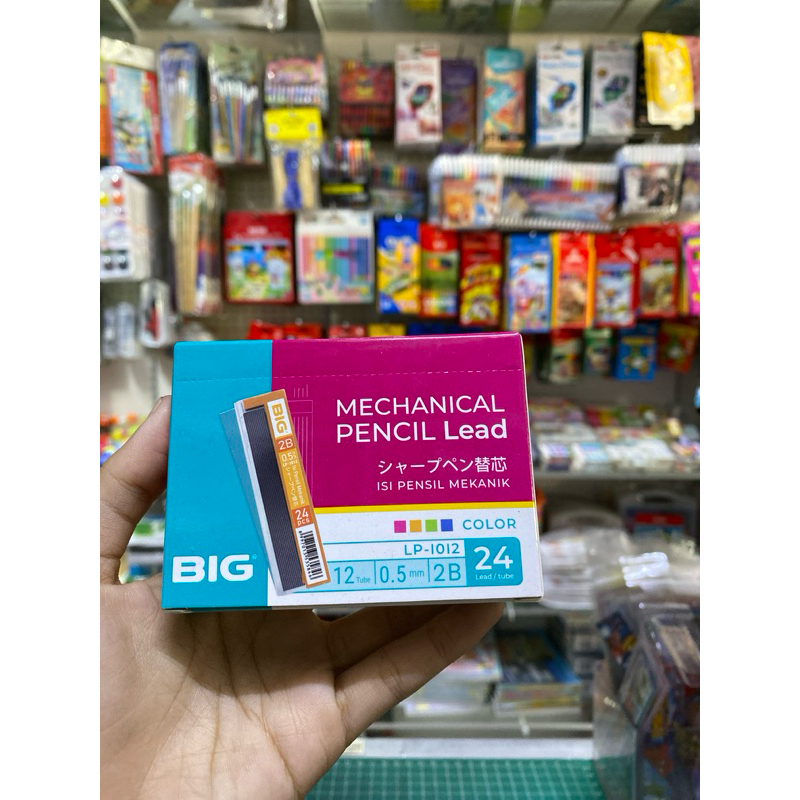 MECHANICAL
PENCIL Lead
シャープペン替芯
ISI PENSIL MEKANIK
COLOR
LP-1012
12 Tube
0.5 mm
2B
24
Lead / tube
BIG
BIG
2B
0.5
24
PCS